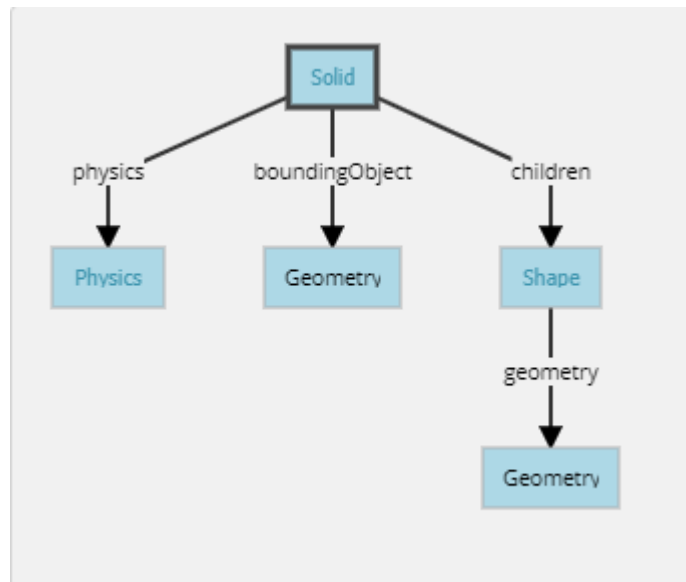 Solid
physics
boundingObject
children
Physics
Geometry
Shape
geometry
Geometry